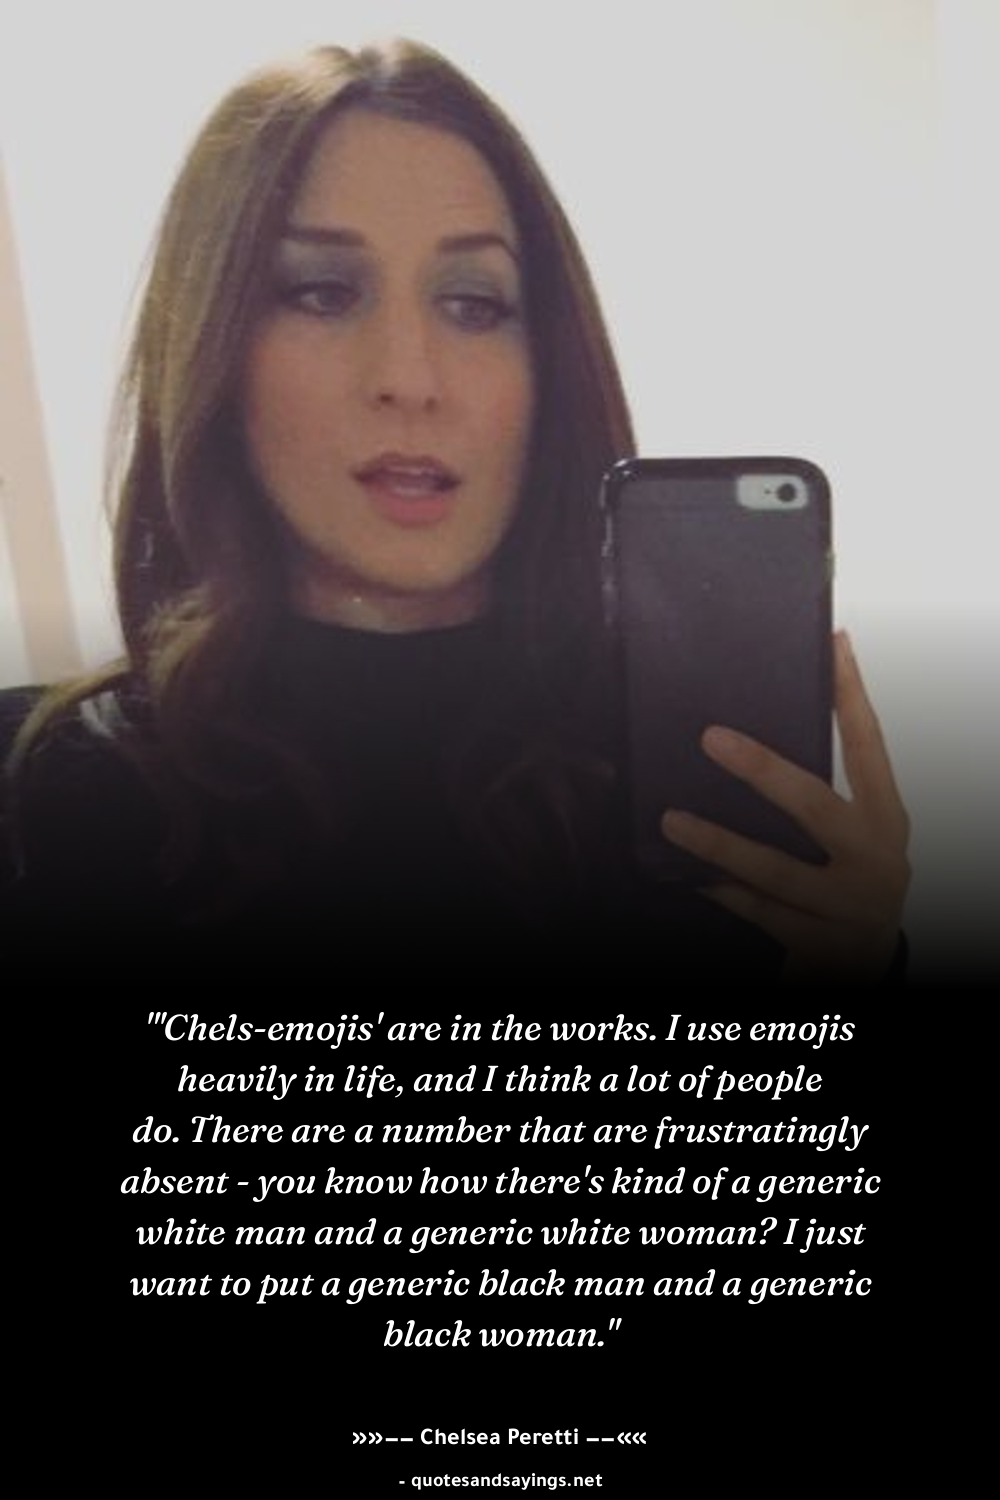 "'Chels-emojis' are in the works. I use emojis
heavily in life, and I think a lot of people
do. There are a number that are frustratingly
absent - you know how there's kind of a generic
white man and a generic white woman? I just
want to put a generic black man and a generic
black woman."
»»–– Chelsea Peretti ––««
- quotesandsayings.net